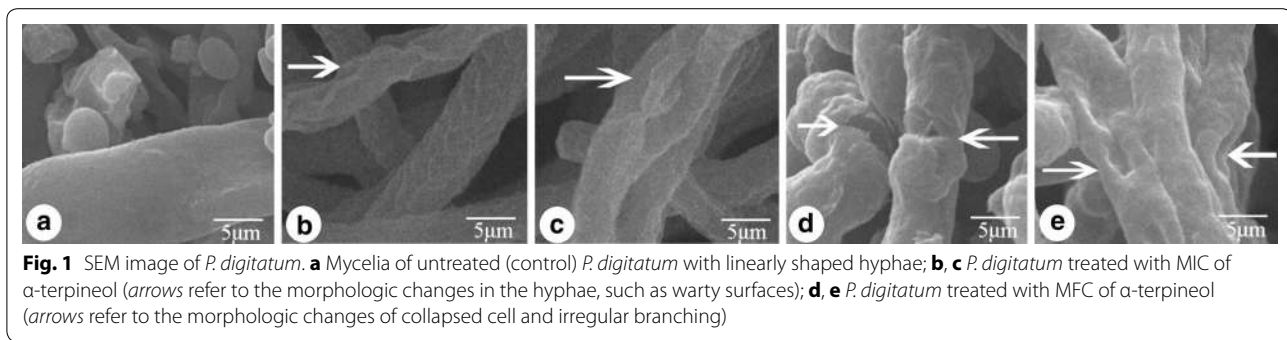 a 5μm b 5μm c 5μm d 5μm e 5μm
Fig. 1 SEM image of P. digitatum. a Mycelia of untreated (control) P. digitatum with linearly shaped hyphae; b, c P. digitatum treated with MIC of
α-terpineol (arrows refer to the morphologic changes in the hyphae, such as warty surfaces); d, e P. digitatum treated with MFC of α-terpineol
(arrows refer to the morphologic changes of collapsed cell and irregular branching)